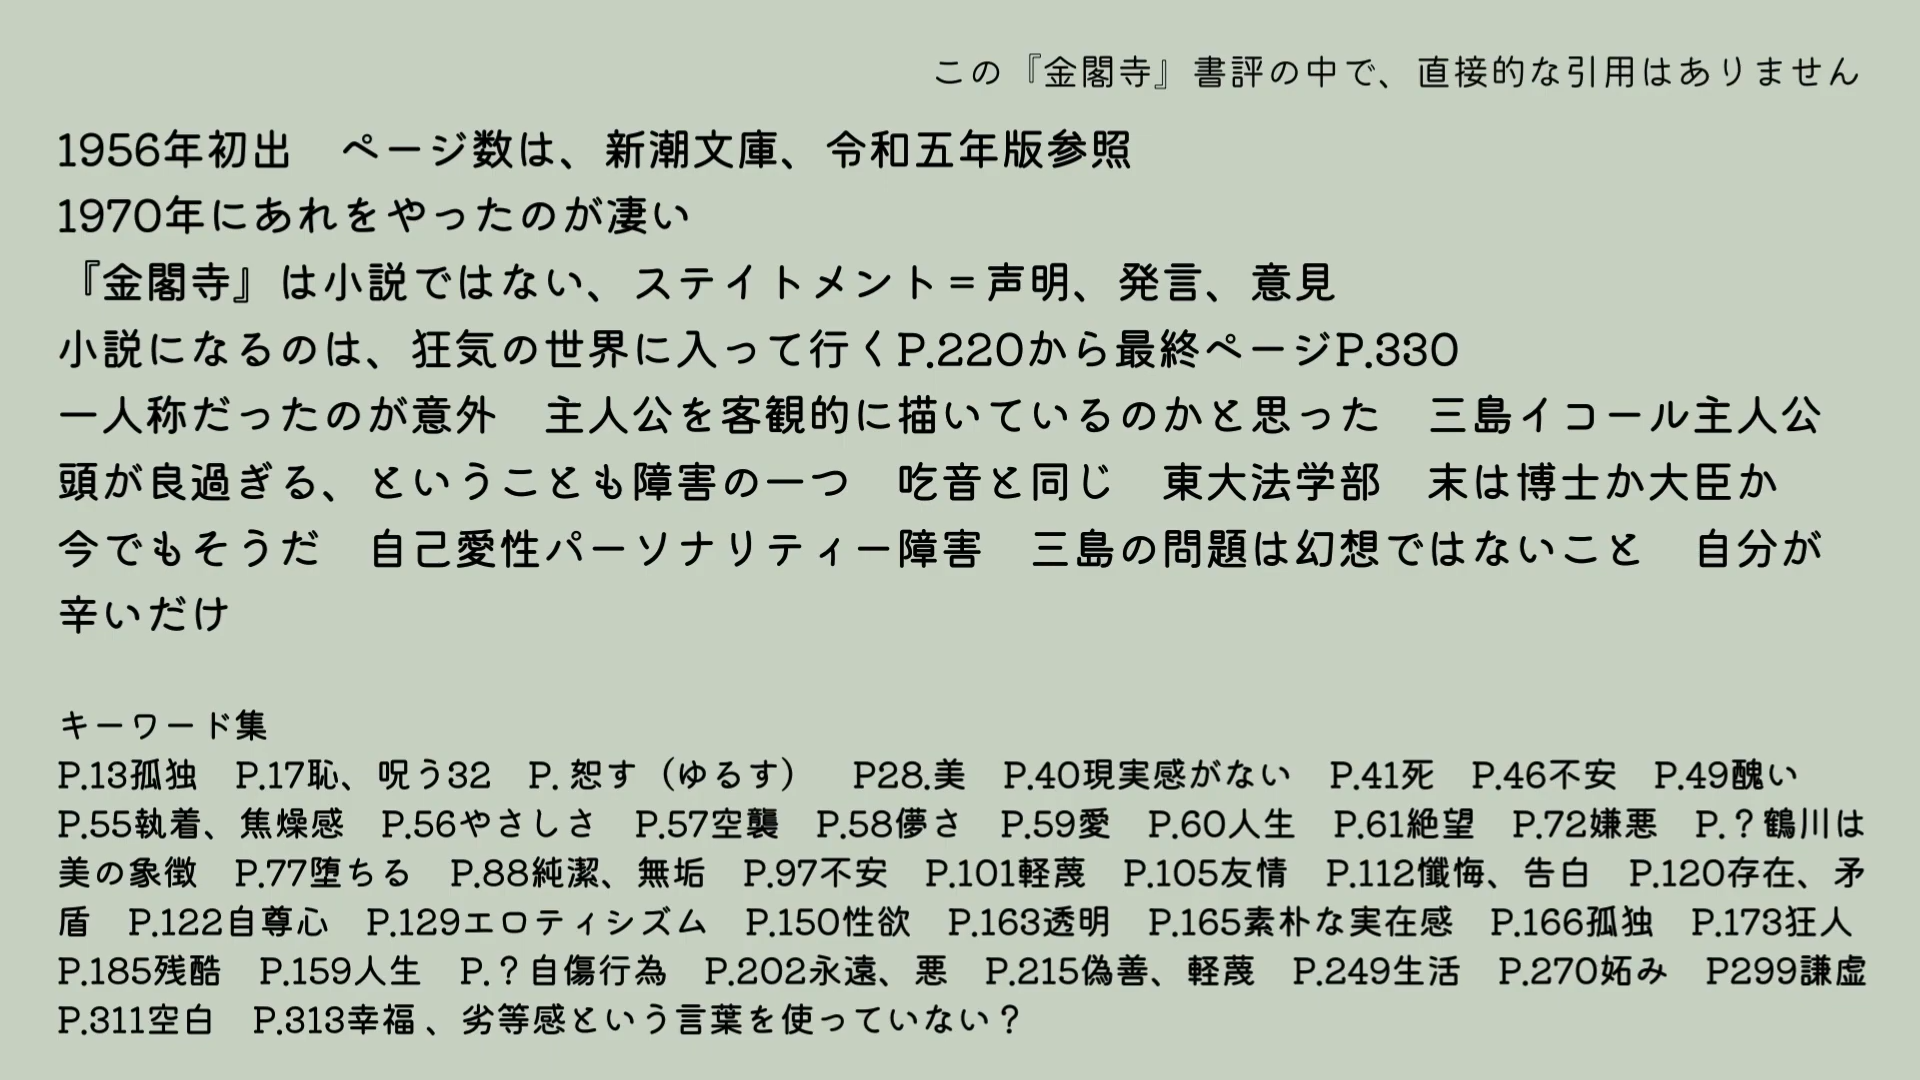 この『金閣寺』書評の中で、直接的な引用はありません
1956年初出　ページ数は、新潮文庫、令和五年版参照
1970年にあれをやったのが凄い
『金閣寺』は小説ではない、ステイトメント＝声明、発言、意見
小説になるのは、狂気の世界に入って行くP.220から最終ページP.330
一人称だったのが意外　主人公を客観的に描いているのかと思った　三島イコール主人公
頭が良過ぎる、ということも障害の一つ　吃音と同じ　東大法学部　末は博士か大臣か
今でもそうだ　自己愛性パーソナリティー障害　三島の問題は幻想ではないこと　自分が
辛いだけ
キーワード集
P.13孤独　P.17恥、呪う32　P. 恕す（ゆるす）　P28.美　P.40現実感がない　P.41死　P.46不安　P.49醜い
P.55執着、焦燥感　P.56やさしさ　P.57空襲　P.58儚さ　P.59愛　P.60人生　P.61絶望　P.72嫌悪　P.？鶴川は
美の象徴　P.77堕ちる　P.88純潔、無垢　P.97不安　P.101軽蔑　P.105友情　P.112懺悔、告白　P.120存在、矛
盾　P.122自尊心　P.129エロティシズム　P.150性欲　P.163透明　P.165素朴な実在感　P.166孤独　P.173狂人
P.185残酷　P.159人生　P.？自傷行為　P.202永遠、悪　P.215偽善、軽蔑　P.249生活　P.270妬み　P299謙虚
P.311空白　P.313幸福 、劣等感という言葉を使っていない？